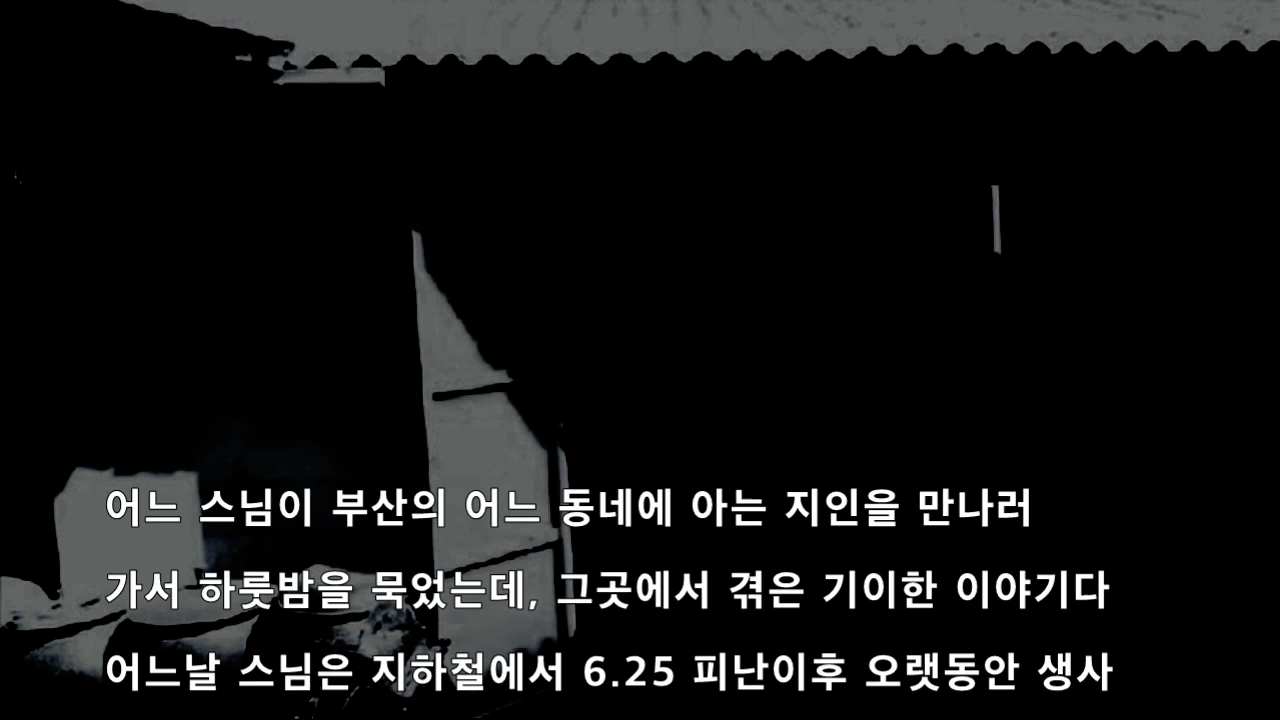 어느 스님이 부산의 어느 동네에 아는 지인을 만나러
가서 하룻밤을 묵었는데, 그곳에서 겪은 기이한 이야기다
어느날 스님은 지하철에서 6.25 피난이후 오랫동안 생사